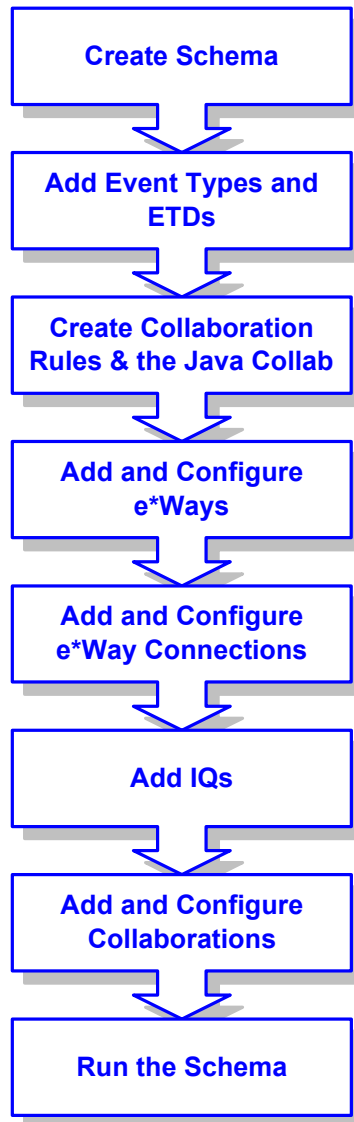 Create Schema
Add Event Types and
ETDs
Create Collaboration
Rules & the Java Collab
Add and Configure
e*Ways
Add and Configure
e*Way Connections
Add IQs
Add and Configure
Collaborations
Run the Schema